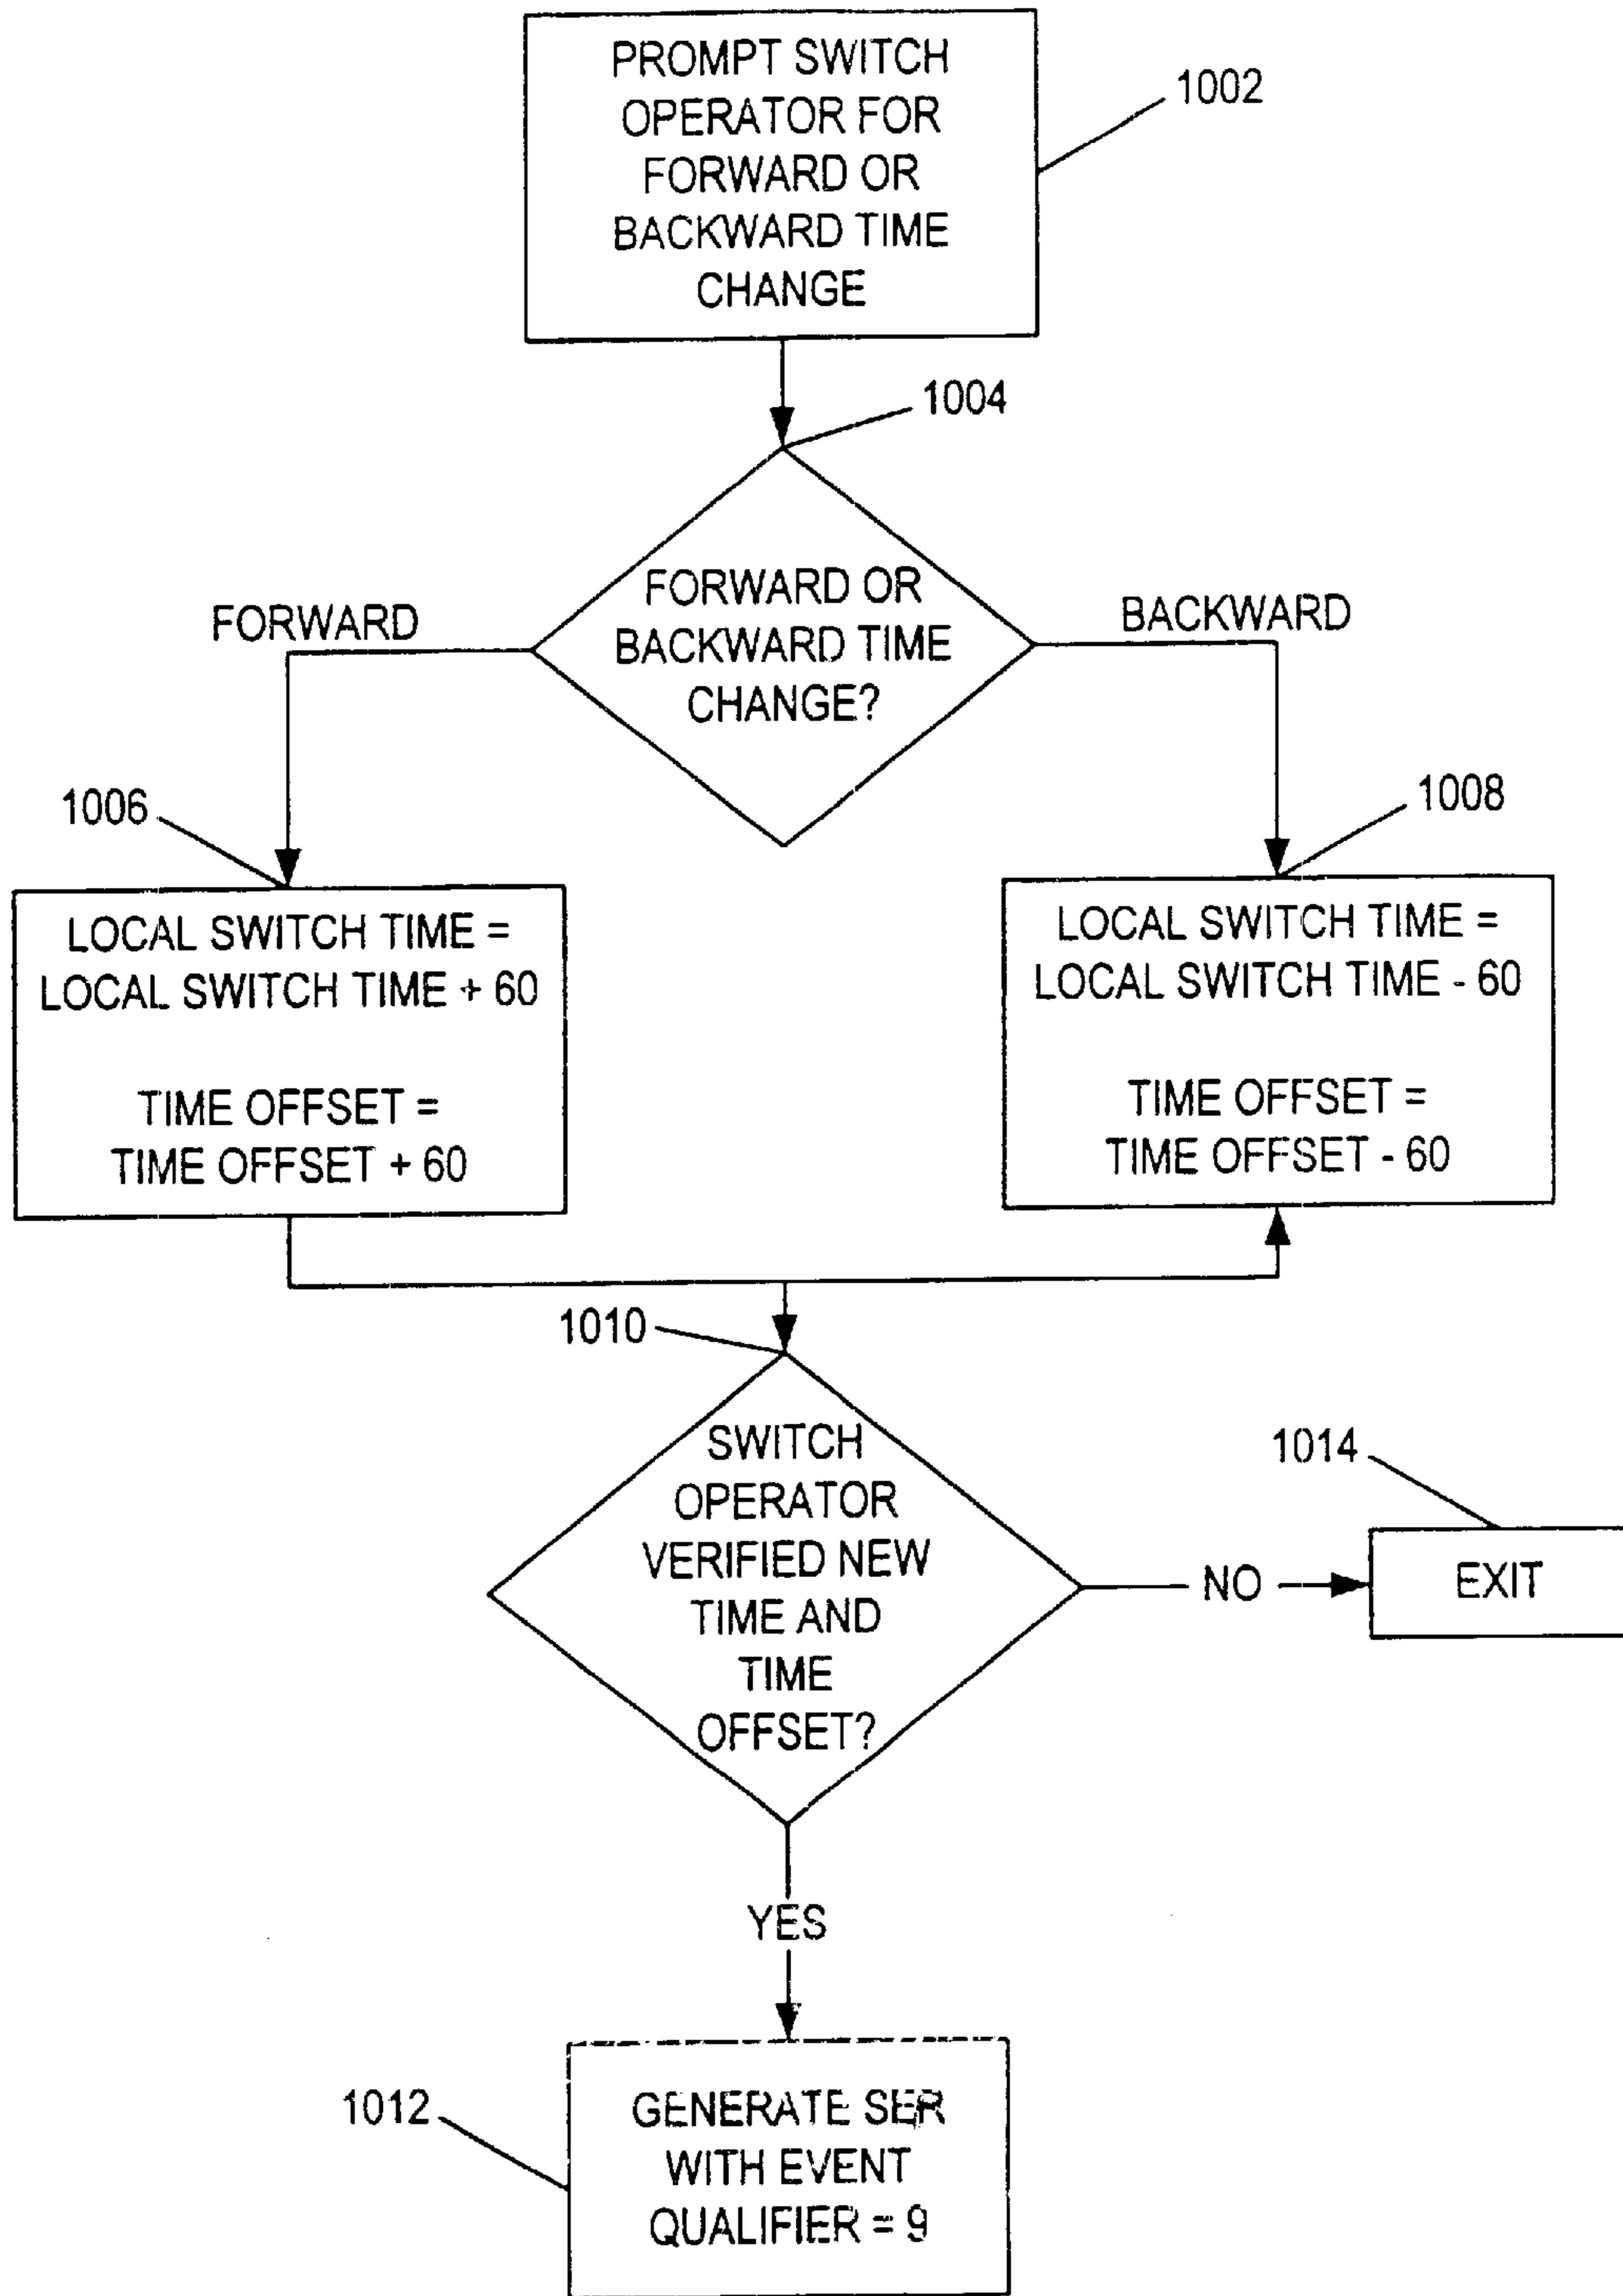 PROMPT SWITCH
OPERATOR FOR
FORWARD OR
BACKWARD TIME
CHANGE
1002
1004
FORWARD OR
BACKWARD TIME
CHANGE?
FORWARD
BACKWARD
1006
1008
LOCAL SWITCH TIME =
LOCAL SWITCH TIME + 60
TIME OFFSET =
TIME OFFSET + 60
LOCAL SWITCH TIME =
LOCAL SWITCH TIME - 60
TIME OFFSET =
TIME OFFSET - 60
1010
SWITCH
OPERATOR
VERIFIED NEW
TIME AND
TIME
OFFSET?
1014
NO
EXIT
YES
1012
GENERATE SER
WITH EVENT
QUALIFIER = 9